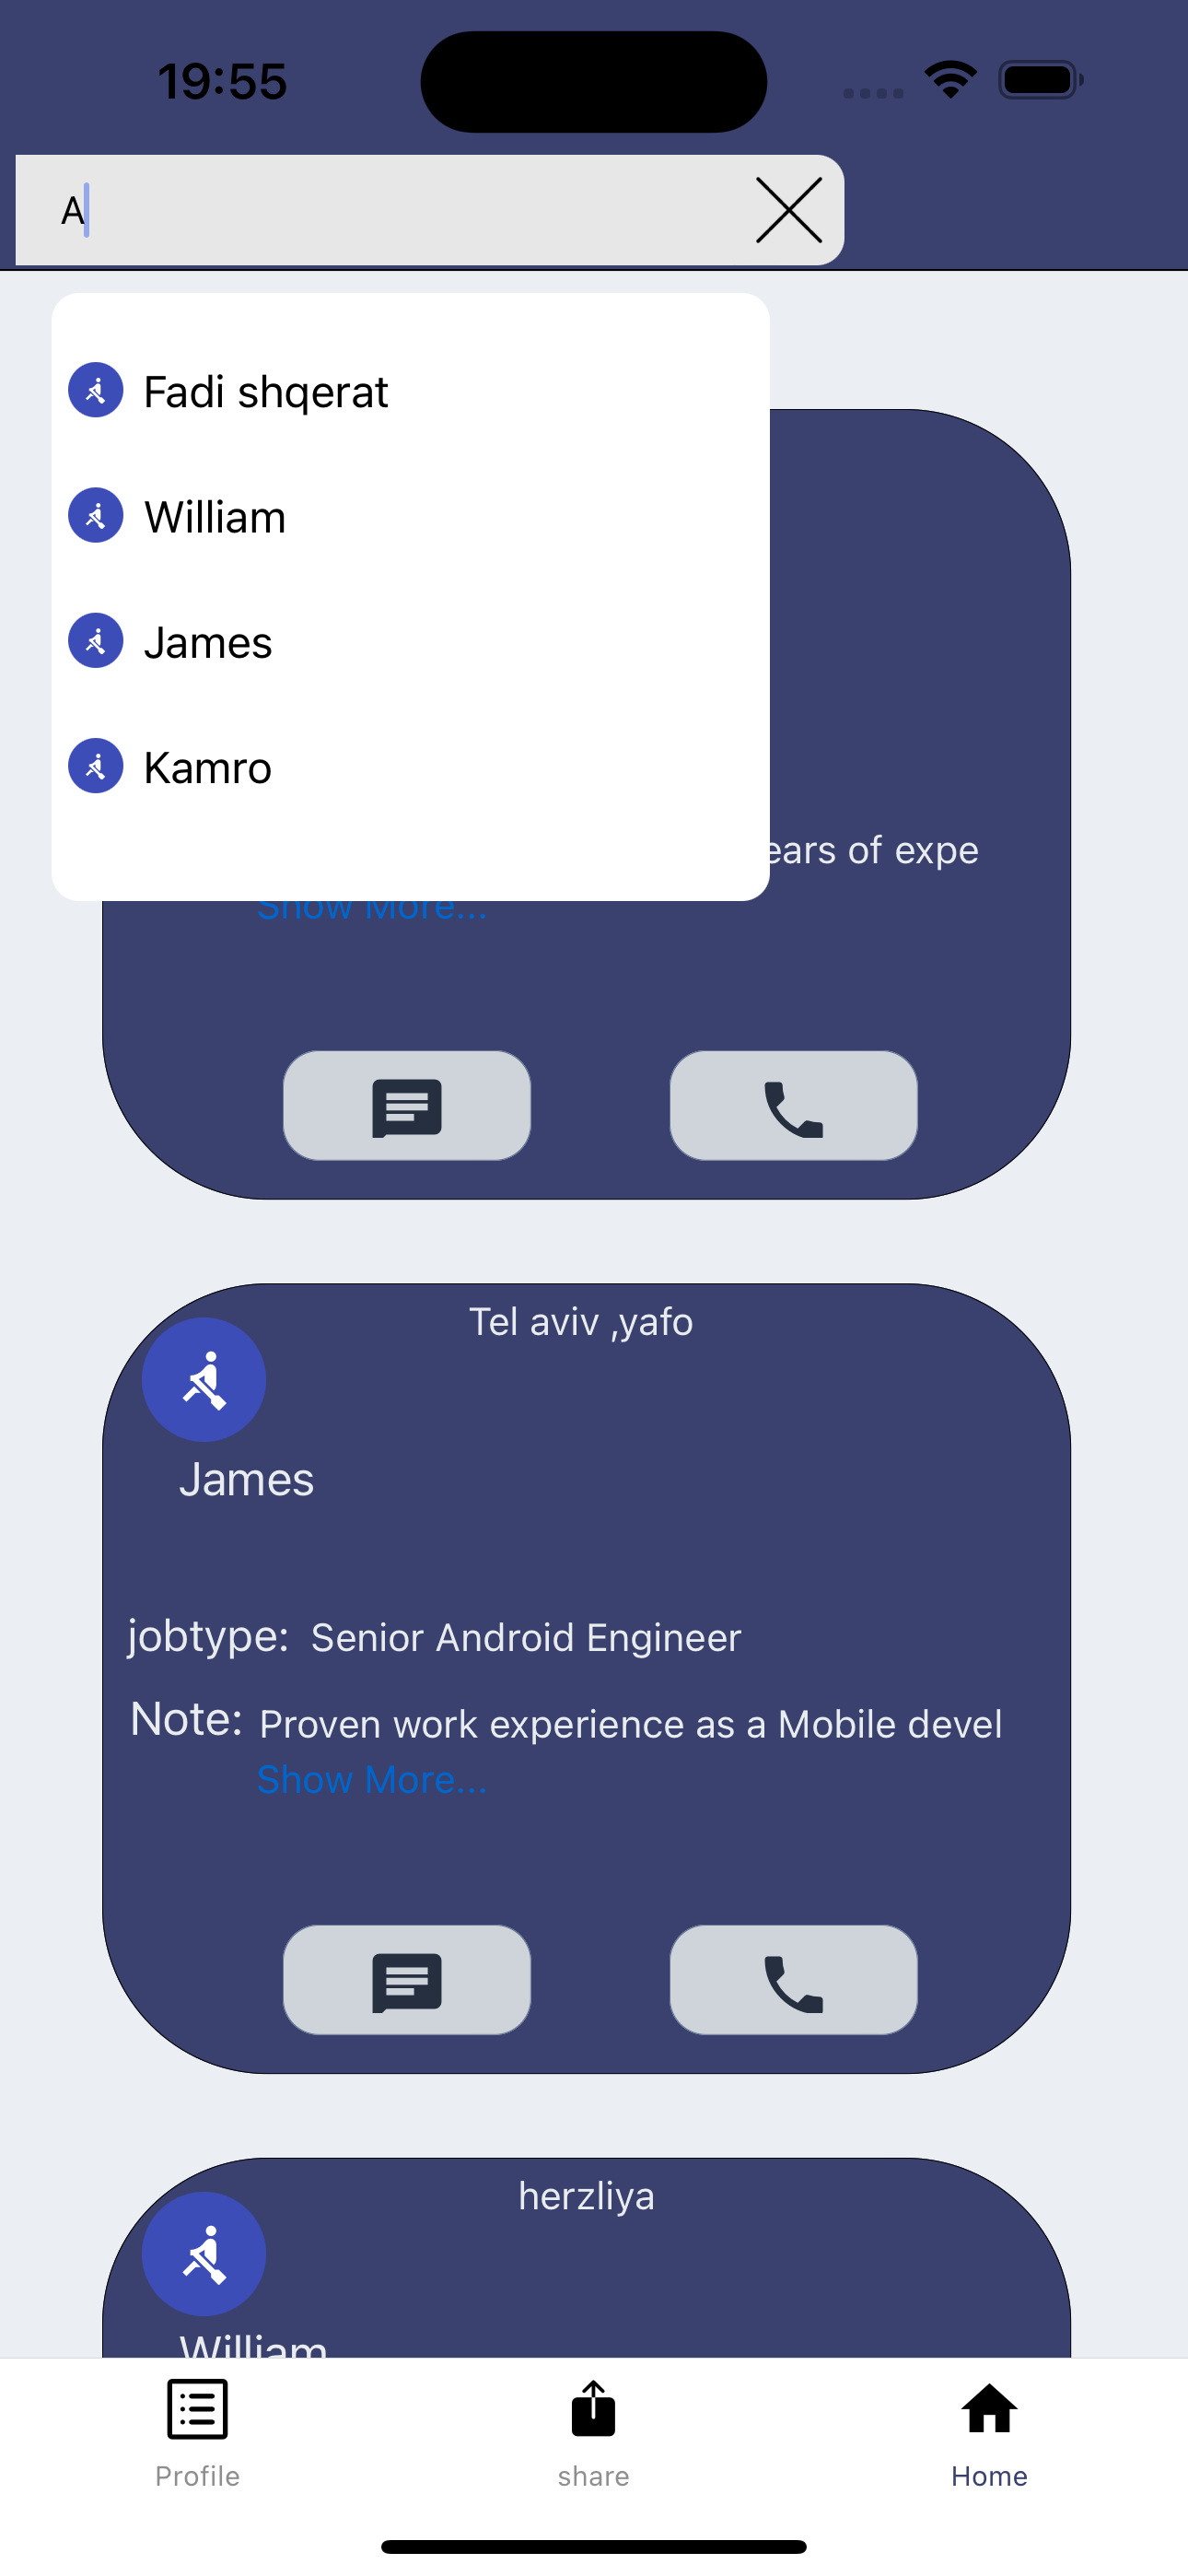 19:55
A
Fadi shqerat
William
James
Kamro
ears of expe
Show More...
Tel aviv ,yafo
James
jobtype: Senior Android Engineer
Note: Proven work experience as a Mobile devel
Show More...
herzliya
William
Profile
share
Home